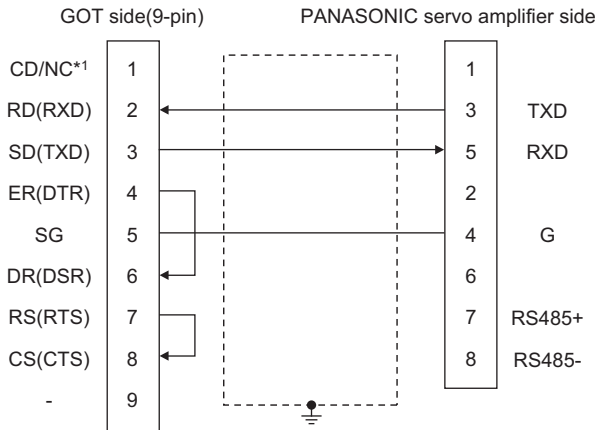 GOT side(9-pin) PANASONIC servo amplifier side
CD/NC*1 1 1
RD(RXD) 2 3 TXD
SD(TXD) 3 5 RXD
ER(DTR) 4 2
SG 5 4 G
DR(DSR) 6 6
RS(RTS) 7 7 RS485+
CS(CTS) 8 8 RS485-
- 9